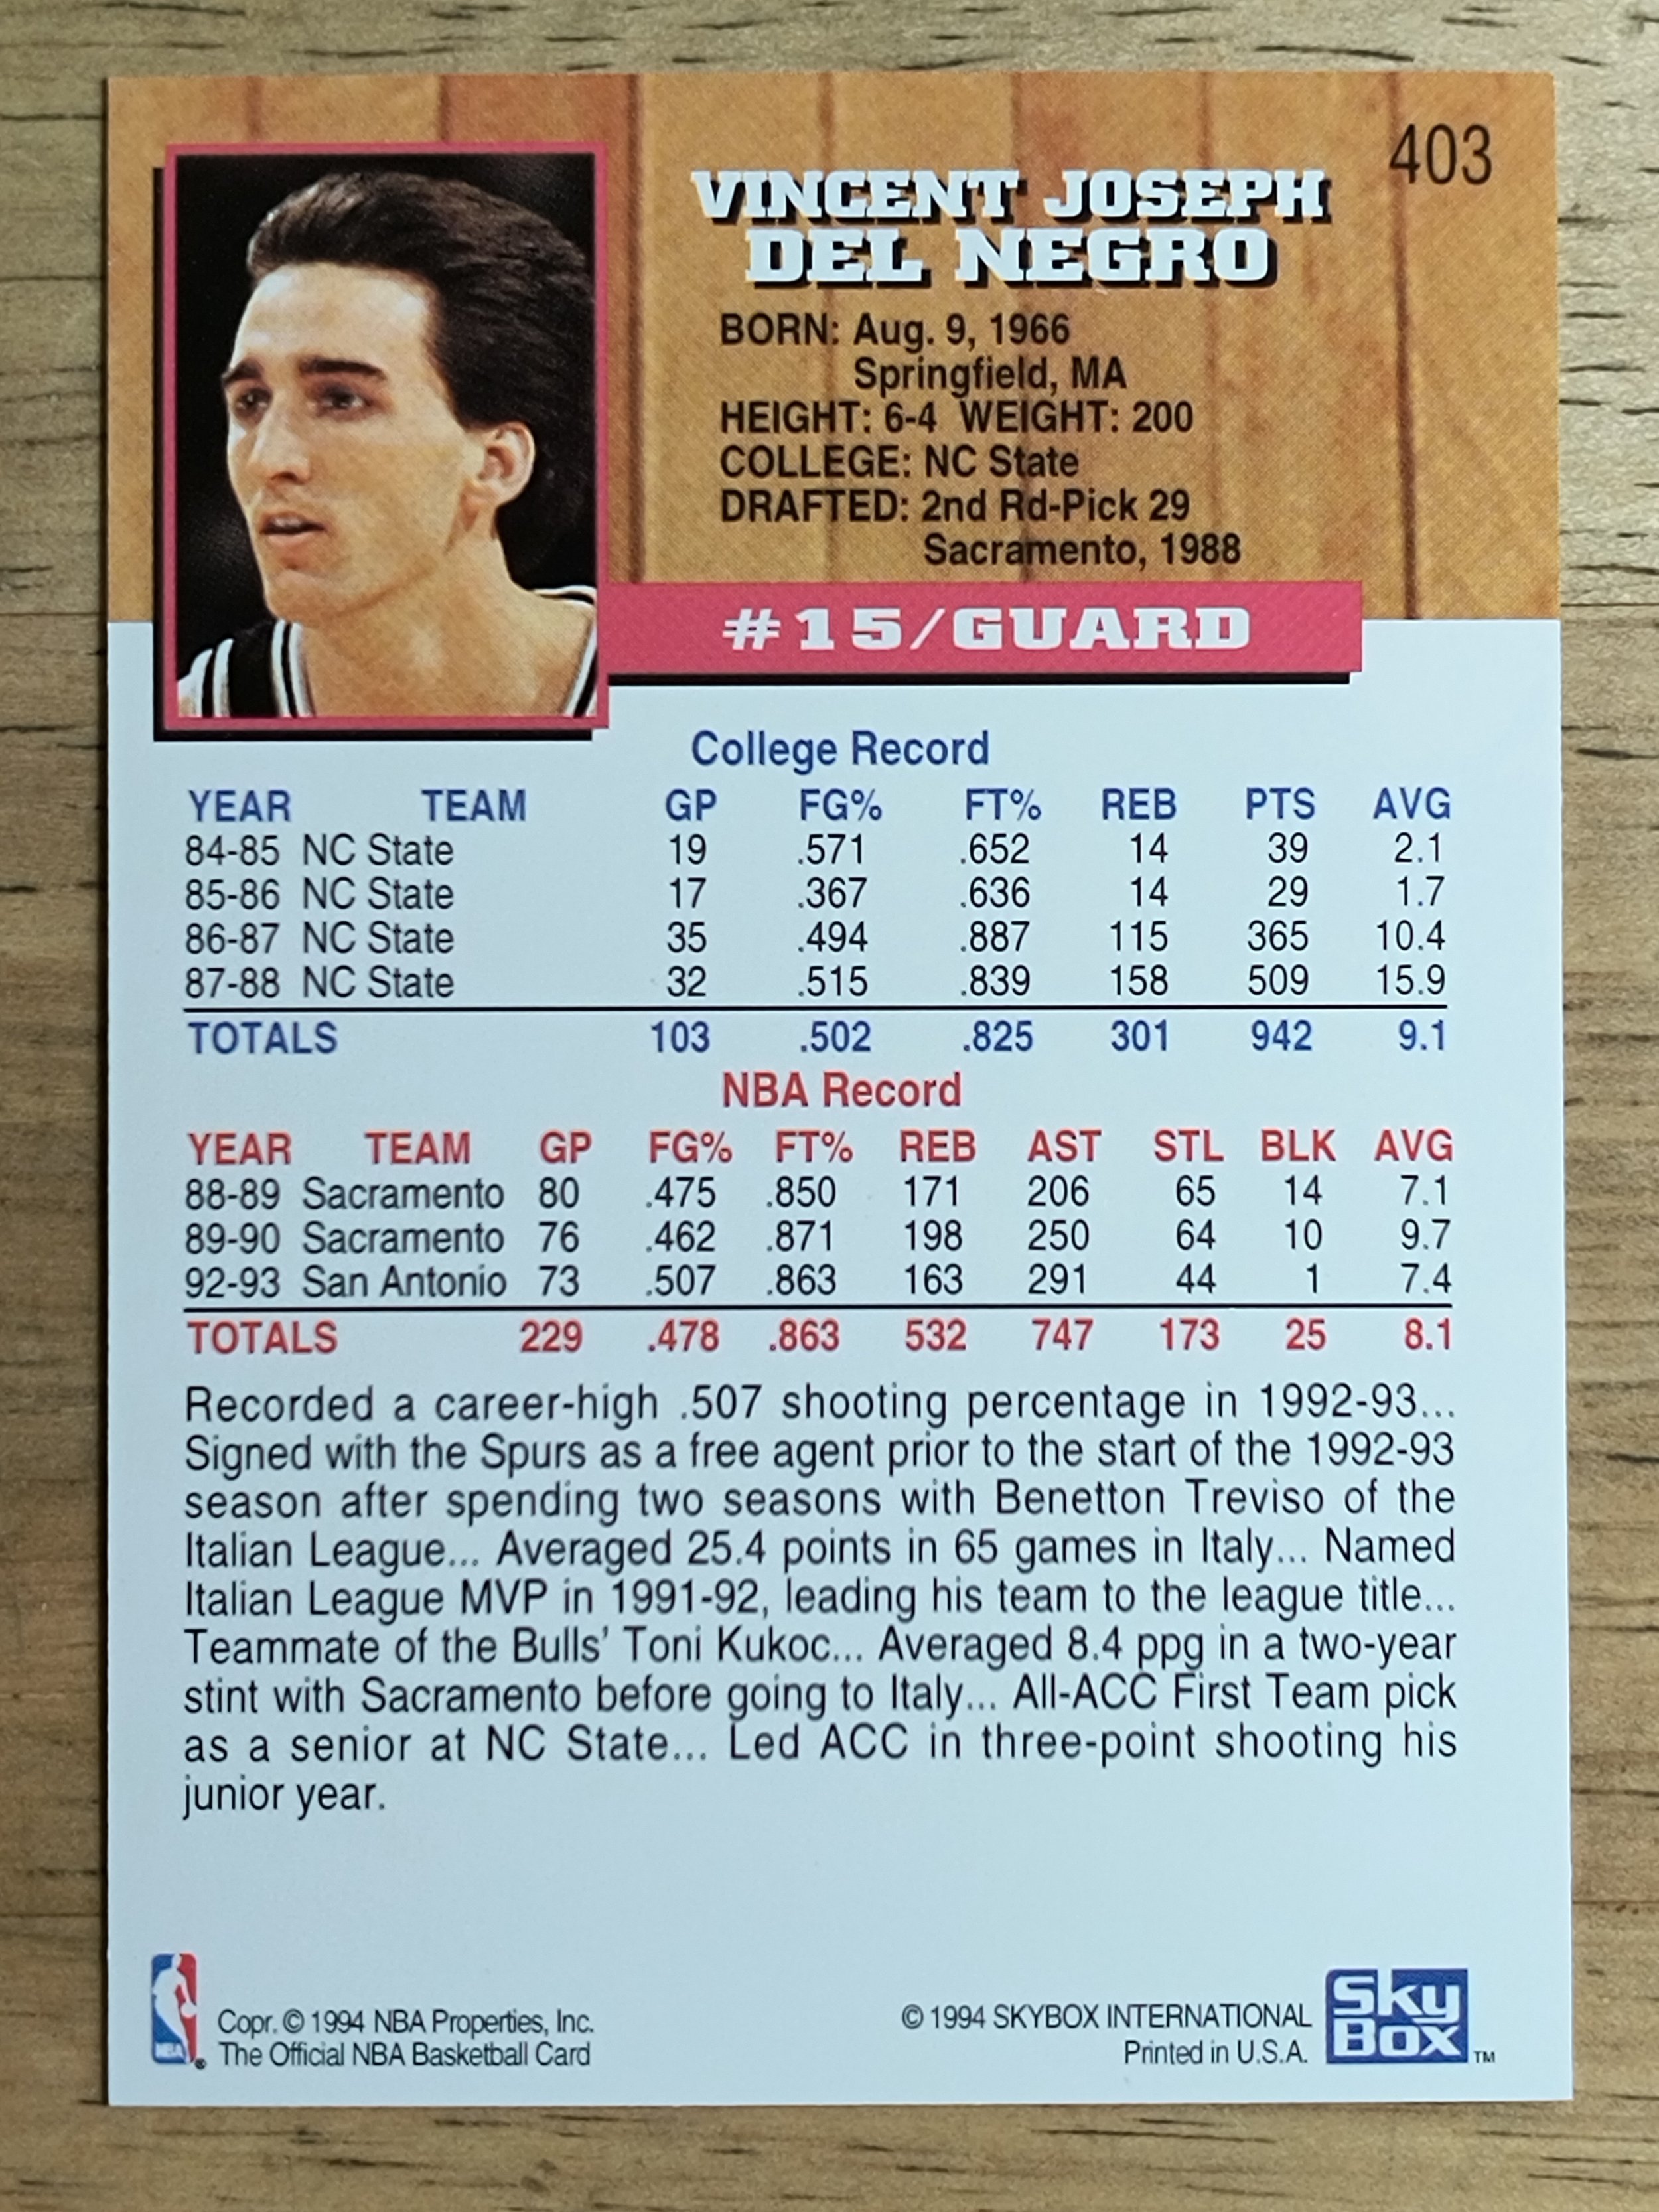 403
VINCENT JOSEPH
DEL NEGRO
BORN: Aug. 9, 1966
Springfield, MA
HEIGHT: 6-4 WEIGHT: 200
COLLEGE: NC State
DRAFTED: 2nd Rd-Pick 29
Sacramento, 1988
#15/GUARD
College Record
YEAR TEAM GP FG% FT% REB PTS AVG
84-85 NC State 19 .571 .652 14 39 2.1
85-86 NC State 17 .367 .636 14 29 1.7
86-87 NC State 35 .494 .887 115 365 10.4
87-88 NC State 32 .515 .839 158 509 15.9
TOTALS 103 .502 .825 301 942 9.1
NBA Record
YEAR TEAM GP FG% FT% REB AST STL BLK AVG
88-89 Sacramento 80 .475 .850 171 206 65 14 7.1
89-90 Sacramento 76 .462 .871 198 250 64 10 9.7
92-93 San Antonio 73 .507 .863 163 291 44 1 7.4
TOTALS 229 .478 .863 532 747 173 25 8.1
Recorded a career-high .507 shooting percentage in 1992-93...
Signed with the Spurs as a free agent prior to the start of the 1992-93
season after spending two seasons with Benetton Treviso of the
Italian League... Averaged 25.4 points in 65 games in Italy... Named
Italian League MVP in 1991-92, leading his team to the league title...
Teammate of the Bulls' Toni Kukoc... Averaged 8.4 ppg in a two-year
stint with Sacramento before going to Italy... All-ACC First Team pick
as a senior at NC State... Led ACC in three-point shooting his
junior year.
NBA ®
Copr. © 1994 NBA Properties, Inc.
The Official NBA Basketball Card
© 1994 SKYBOX INTERNATIONAL
Printed in U.S.A.
Sky
Box ™